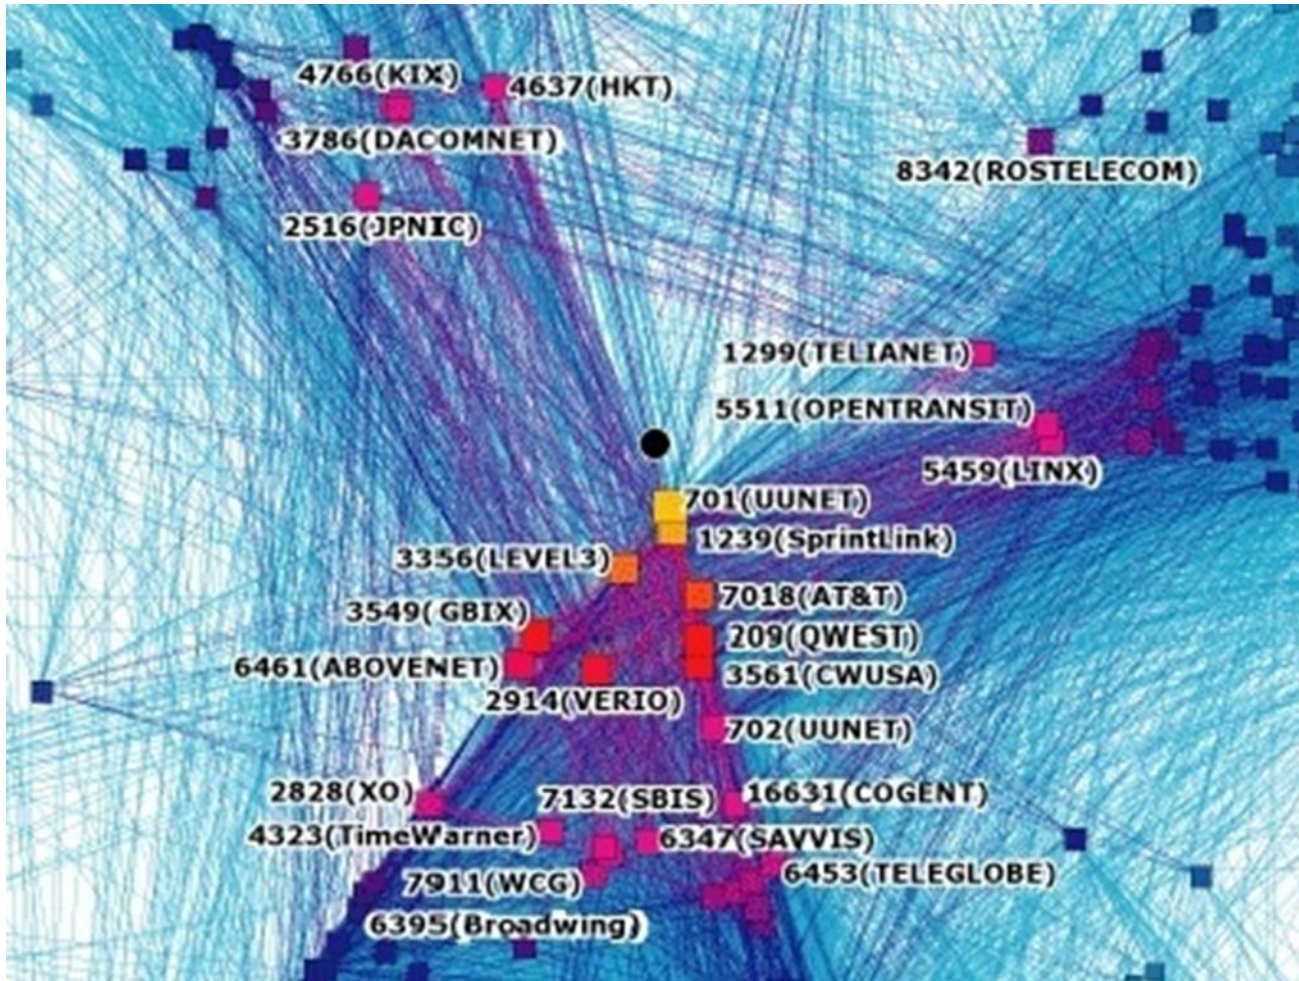 4766(KIX)
4637(HKT)
3786(DACOMNET)
8342(ROSTELECOM)
2516(JPNIC)
1299(TELIANET)
5511(OPENTRANSIT)
5459(LINX)
701(UUNET)
1239(SprintLink)
3356(LEVEL3)
7018(AT&T)
3549(GBIX)
209(QWEST)
6461(ABOVENET)
3561(CWUSA)
2914(VERIO)
702(UUNET)
2828(XO)
7132(SBIS)
16631(COGENT)
4323(TimeWarner)
6347(SAVVIS)
6453(TELEGLOBE)
7911(WCG)
6395(Broadwing)